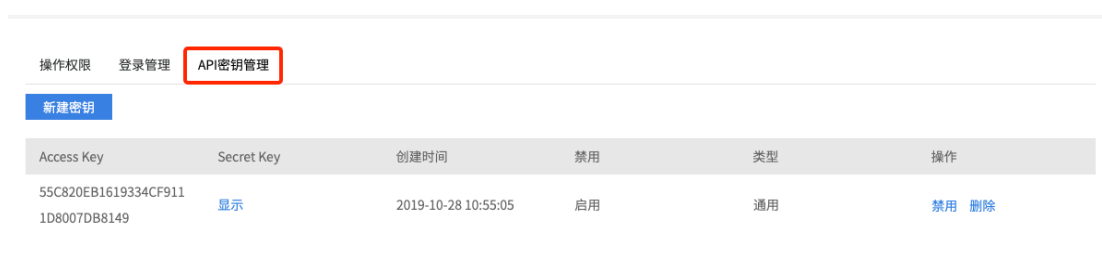 操作权限 登录管理 API密钥管理
新建密钥
Access Key Secret Key 创建时间 禁用 类型 操作
55C820EB1619334CF911
显示 2019-10-28 10:55:05 启用 通用 禁用 删除
1D8007DB8149